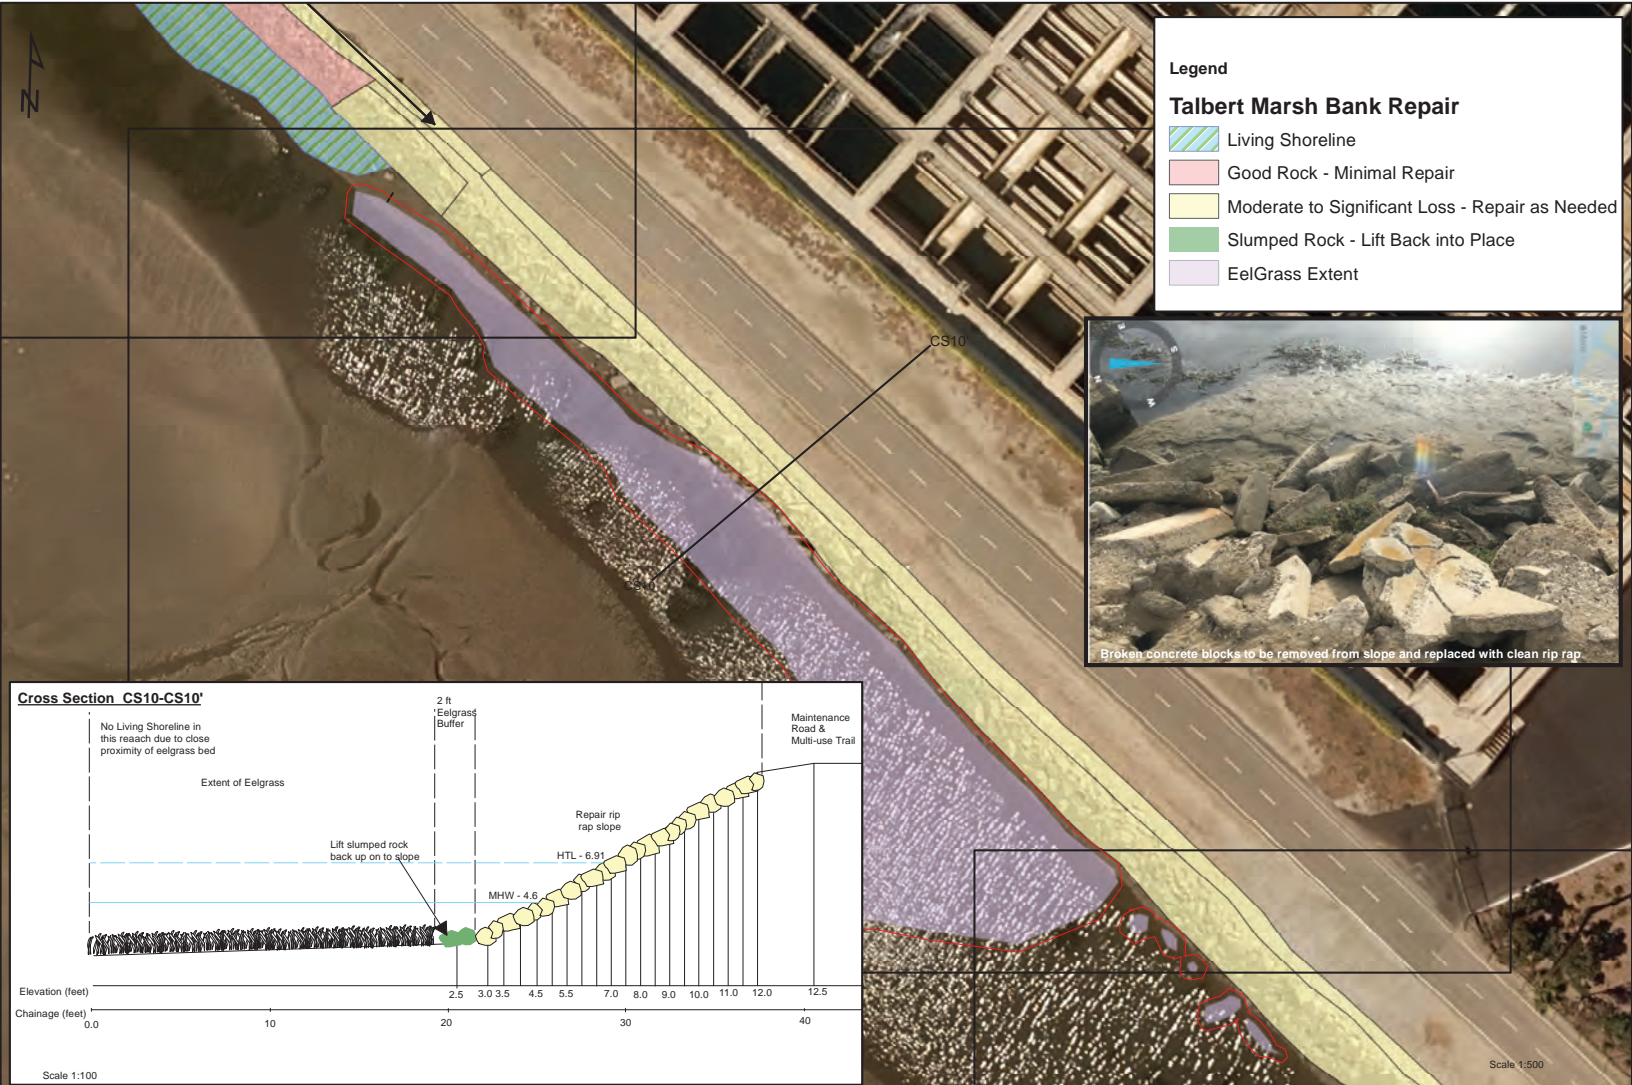 N
Legend
Talbert Marsh Bank Repair
Living Shoreline
Good Rock - Minimal Repair
Moderate to Significant Loss - Repair as Needed
Slumped Rock - Lift Back into Place
EelGrass Extent
CS10'
CS10
Broken concrete blocks to be removed from slope and replaced with clean rip rap
Cross Section CS10-CS10'
No Living Shoreline in
this reaach due to close
proximity of eelgrass bed
2 ft
Eelgrass
Buffer
Maintenance
Road &
Multi-use Trail
Extent of Eelgrass
Repair rip
rap slope
Lift slumped rock
back up on to slope
HTL - 6.91
MHW - 4.6
Elevation (feet)
2.5 3.0 3.5 4.5 5.5 7.0 8.0 9.0 10.0 11.0 12.0 12.5
Chainage (feet)
0.0 10 20 30 40
Scale 1:100
Scale 1:500